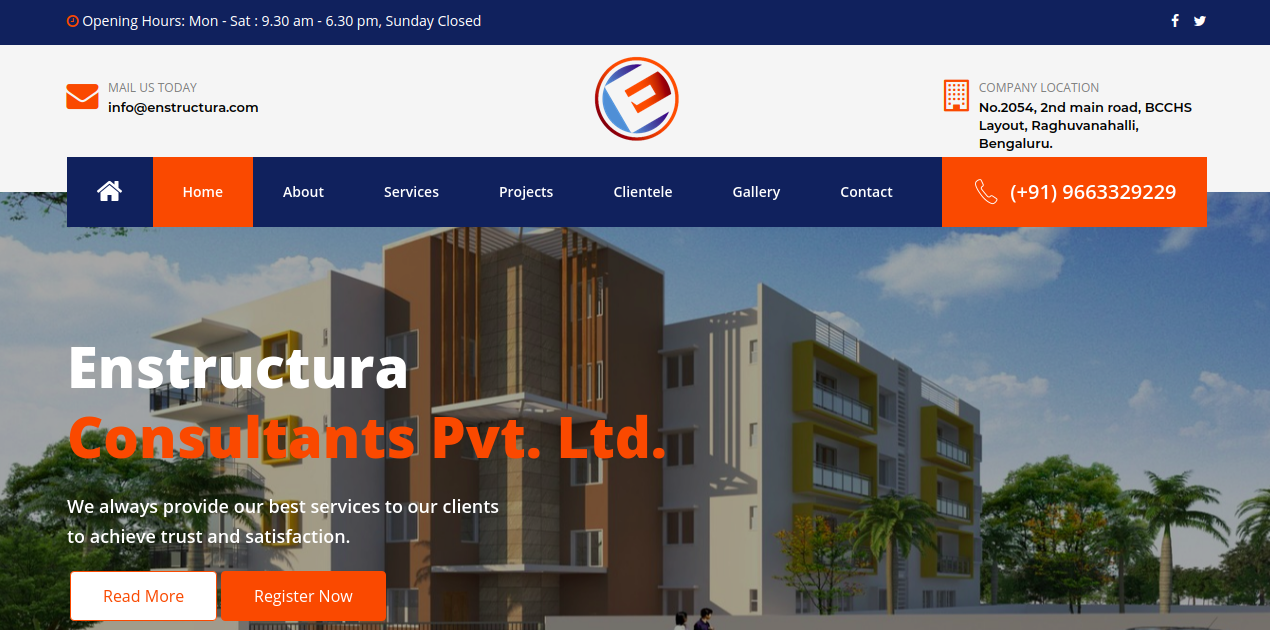 Opening Hours: Mon - Sat : 9.30 am - 6.30 pm, Sunday Closed
MAIL US TODAY
info@enstructura.com
COMPANY LOCATION
No.2054, 2nd main road, BCCHS
Layout, Raghuvanahalli,
Bengaluru.
Home
About
Services
Projects
Clientele
Gallery
Contact
(+91) 9663329229
Enstructura
Consultants Pvt. Ltd.
We always provide our best services to our clients
to achieve trust and satisfaction.
Read More
Register Now